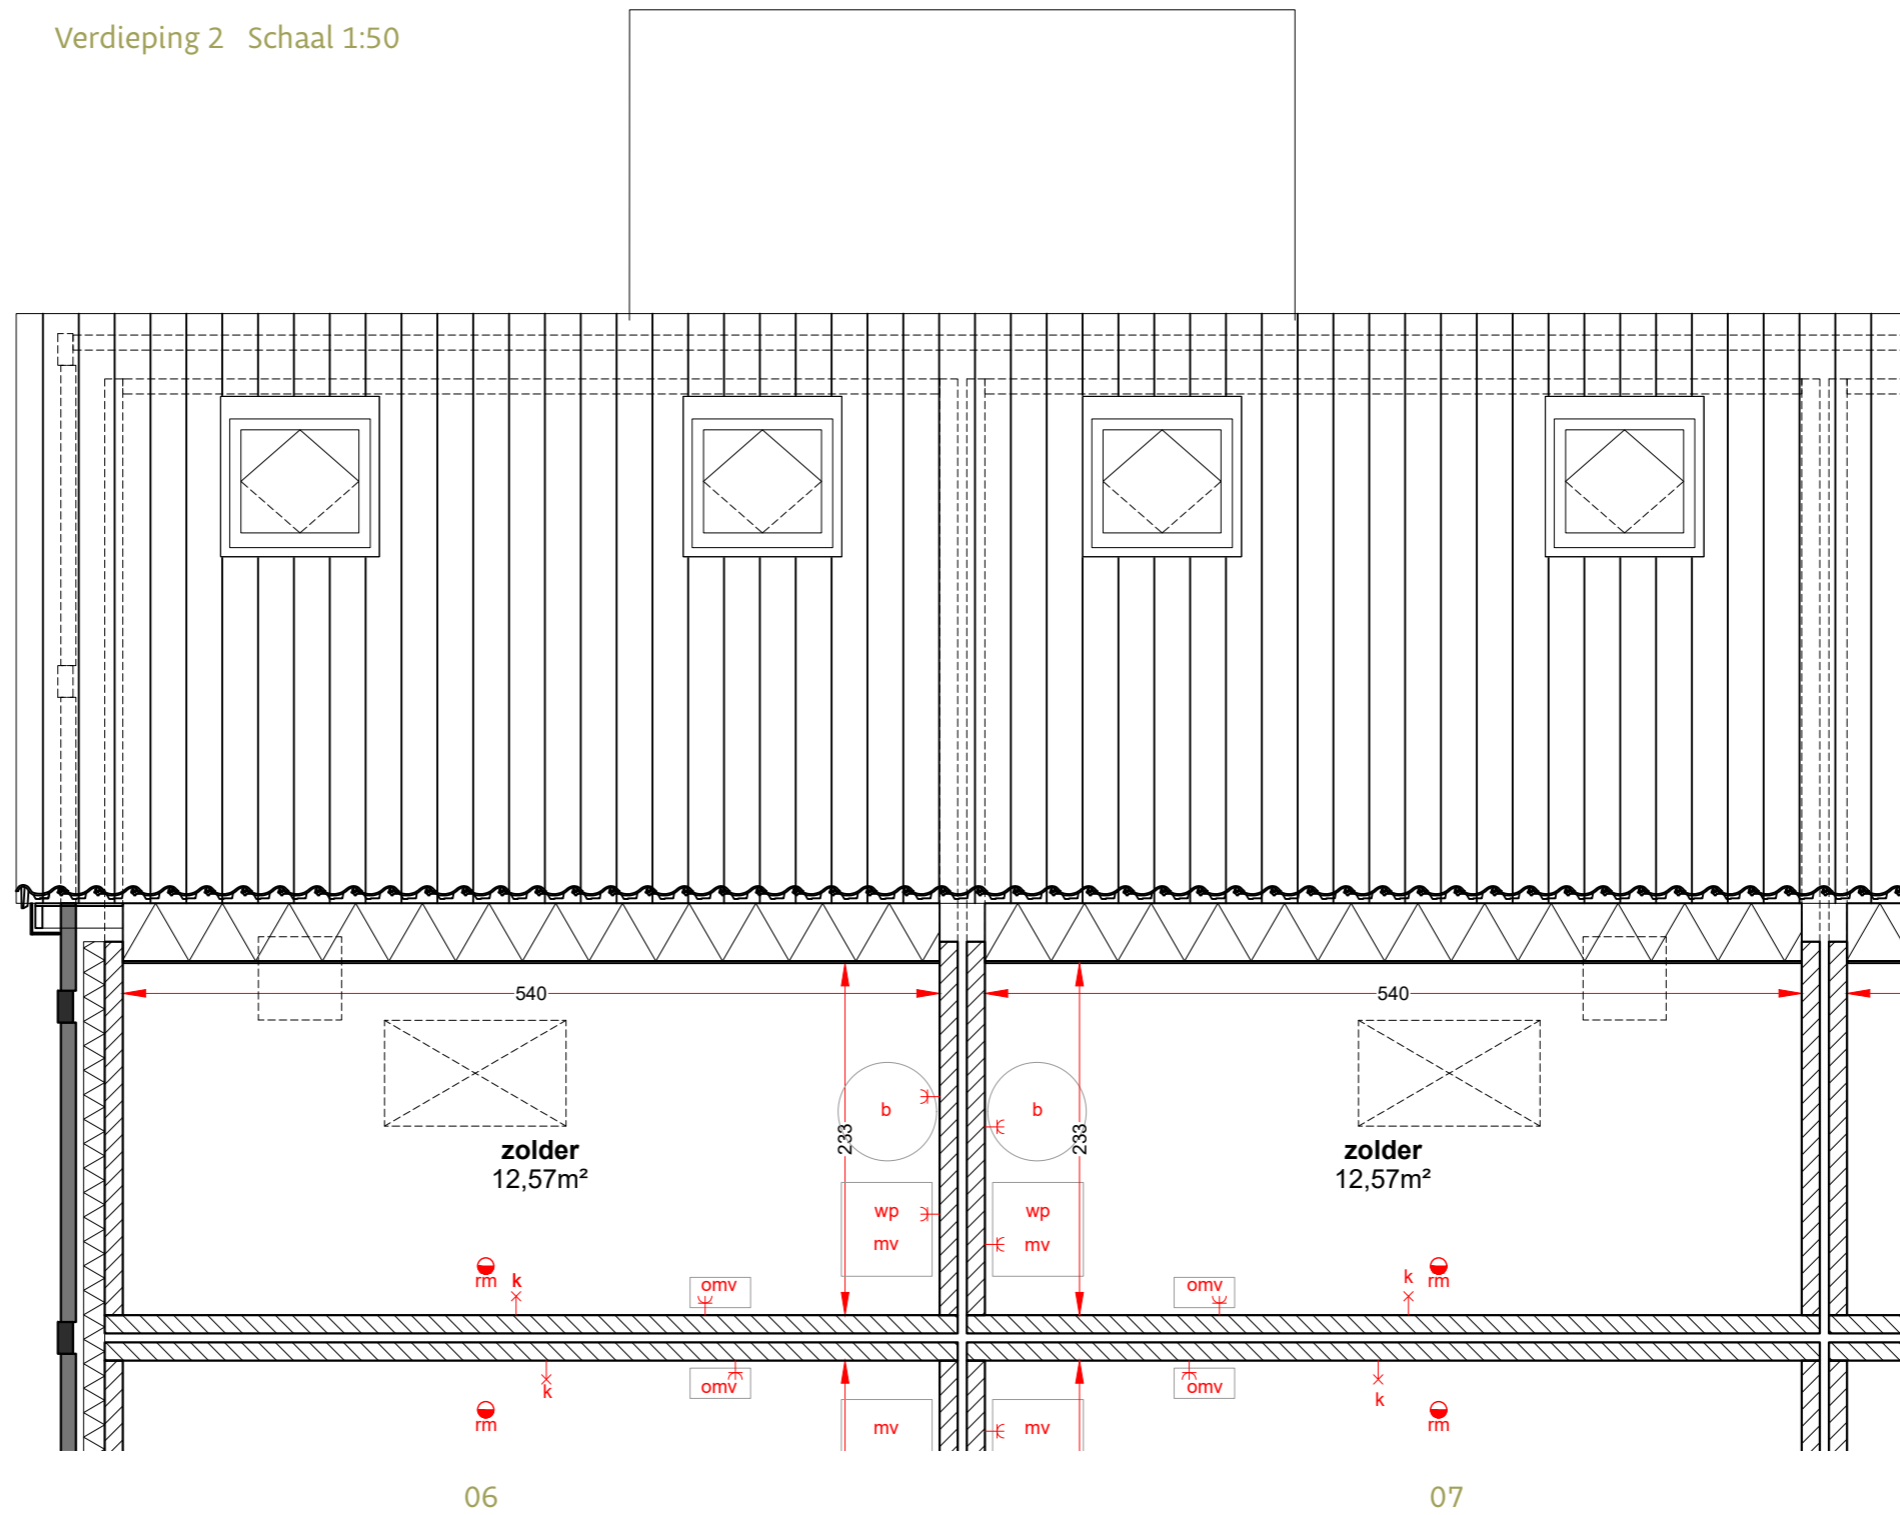 Verdieping 2 Schaal 1:50
540
540
b
b
233
233
zolder
12,57m²
zolder
12,57m²
wp
mv
wp
mv
rm
k
omv
omv
k
rm
k
omv
omv
k
rm
mv
mv
rm
06
07